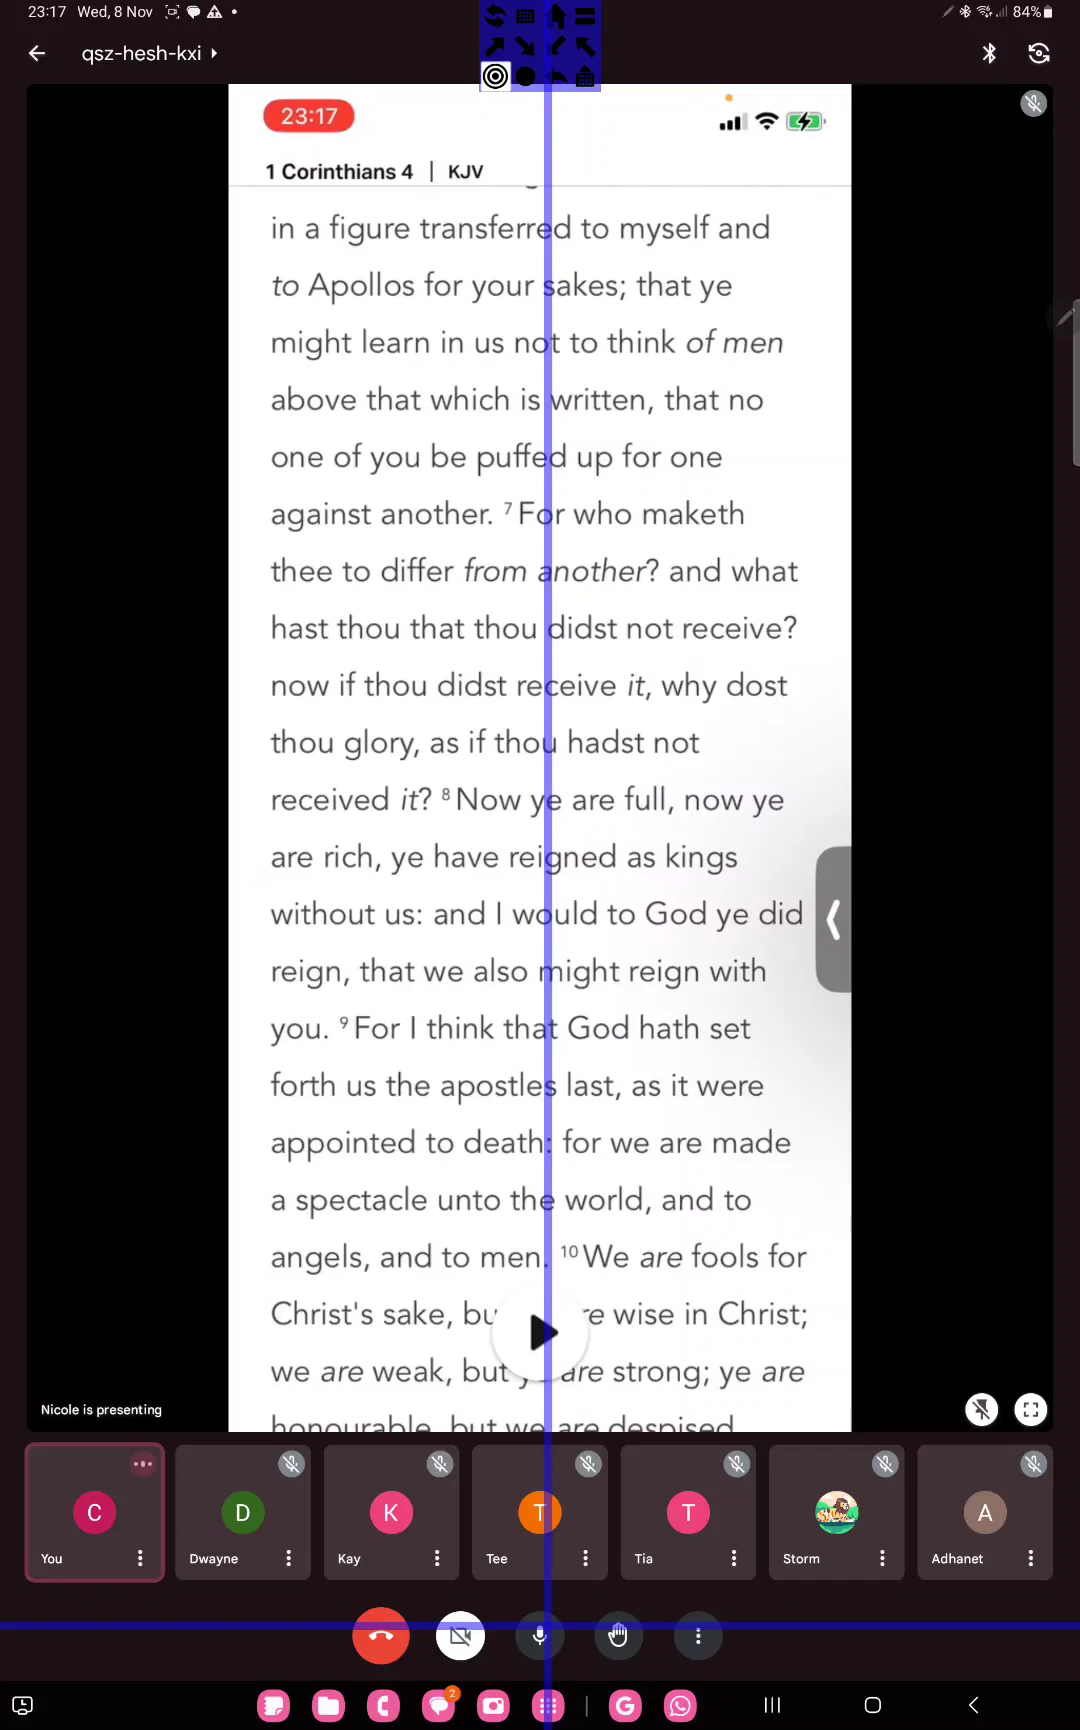 23:17 Wed, 8 Nov 84%
qsz-hesh-kxi
23:17
1 Corinthians 4 | KJV
in a figure transferred to myself and
to Apollos for your sakes; that ye
might learn in us not to think of men
above that which is written, that no
one of you be puffed up for one
against another. 7 For who maketh
thee to differ from another? and what
hast thou that thou didst not receive?
now if thou didst receive it, why dost
thou glory, as if thou hadst not
received it? 8 Now ye are full, now ye
are rich, ye have reigned as kings
without us: and I would to God ye did
reign, that we also might reign with
you. 9 For I think that God hath set
forth us the apostles last, as it were
appointed to death: for we are made
a spectacle unto the world, and to
angels, and to men. 10 We are fools for
Christ's sake, wise in Christ;
we are weak, but are strong; ye are
honourable, but we are despised
Nicole is presenting
C D K T T A
You Dwayne Kay Tee Tia Storm Adhanet
2
G